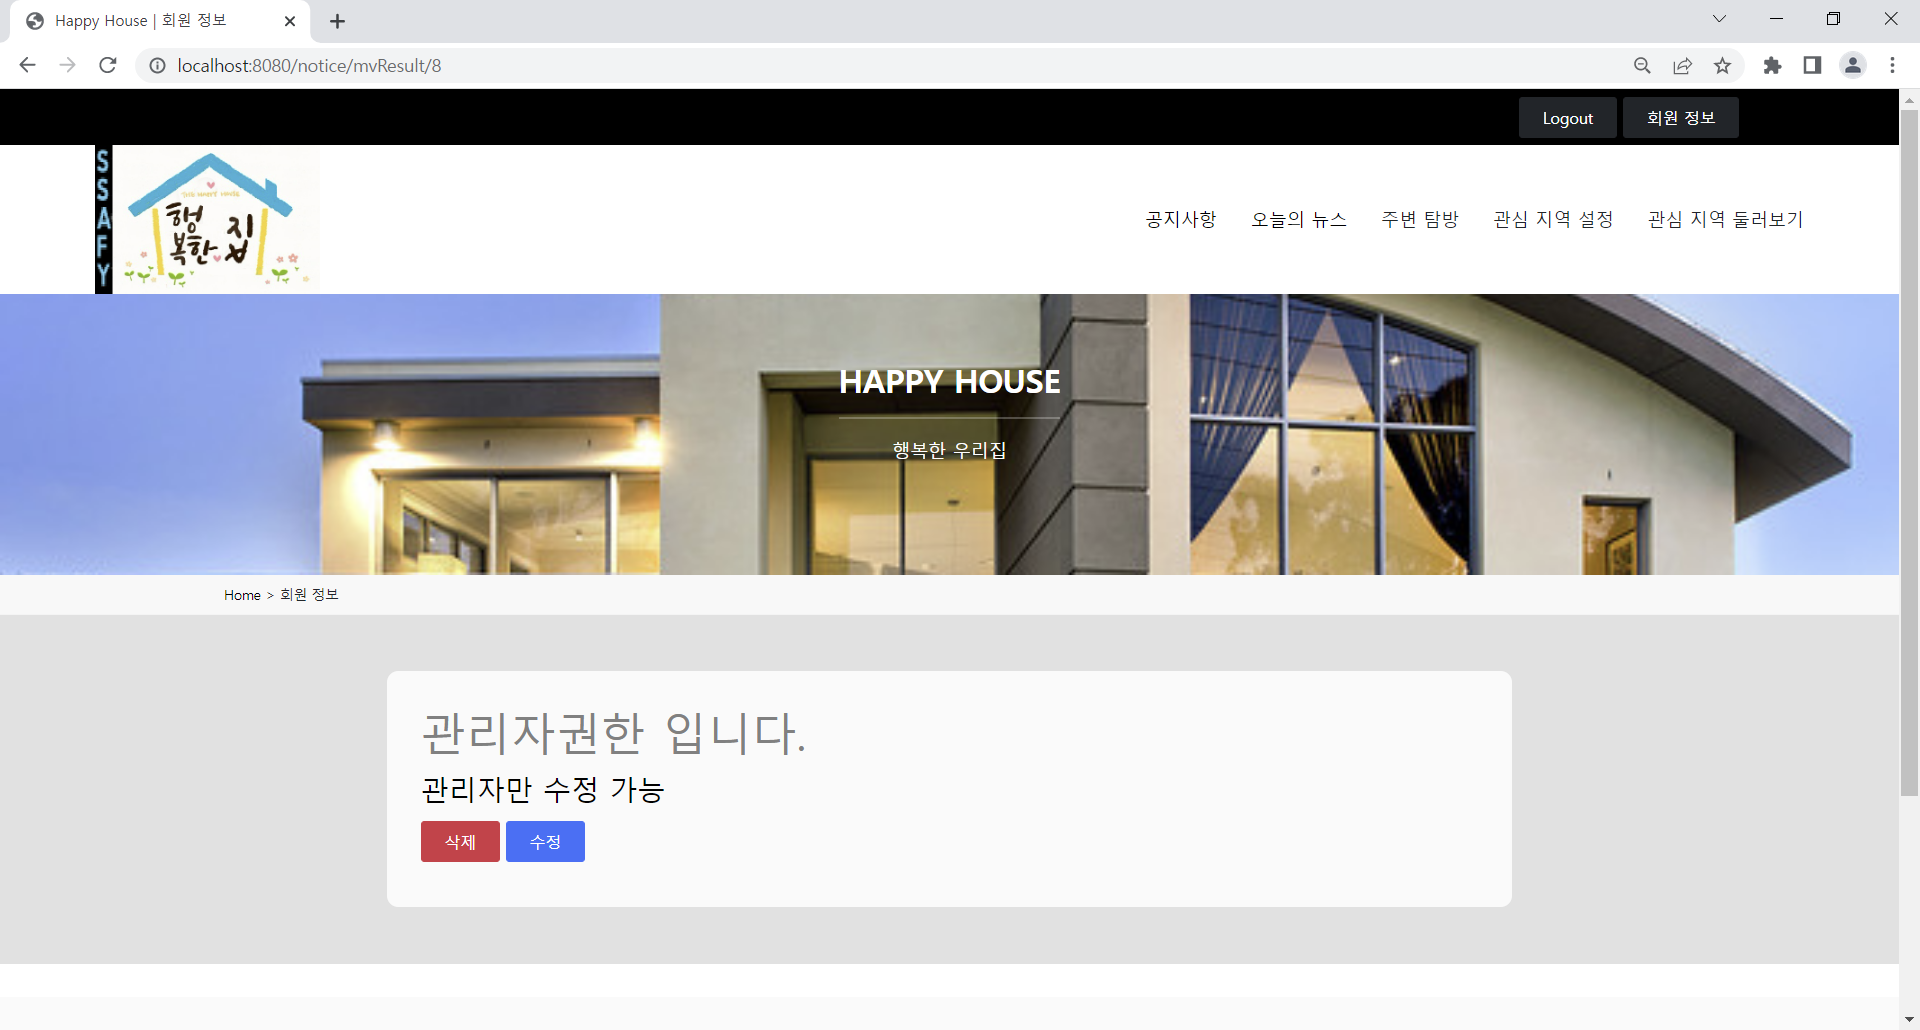 Happy House | 회원 정보
localhost:8080/notice/mvResult/8
Logout 회원 정보
SSAFY
THE HAPPY HOUSE
행복한 집
공지사항 오늘의 뉴스 주변 탐방 관심 지역 설정 관심 지역 둘러보기
HAPPY HOUSE
행복한 우리집
Home > 회원 정보
관리자권한 입니다.
관리자만 수정 가능
삭제 수정